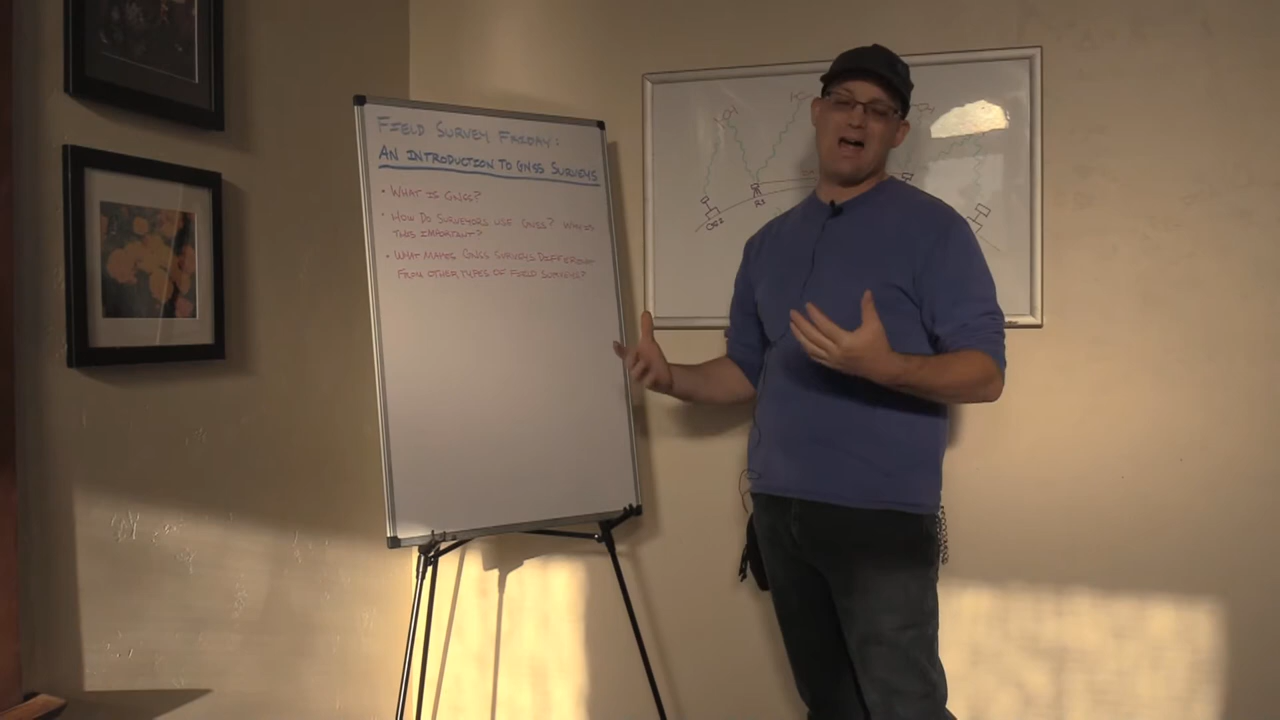 FIELD SURVEY FRIDAY:
AN INTRODUCTION TO GNSS SURVEYS
• WHAT IS GNSS?
• HOW DO SURVEYORS USE GNSS? WHY IS
THIS IMPORTANT?
• WHAT MAKES GNSS SURVEYS DIFFERENT
FROM OTHER TYPES OF FIELD SURVEYS?